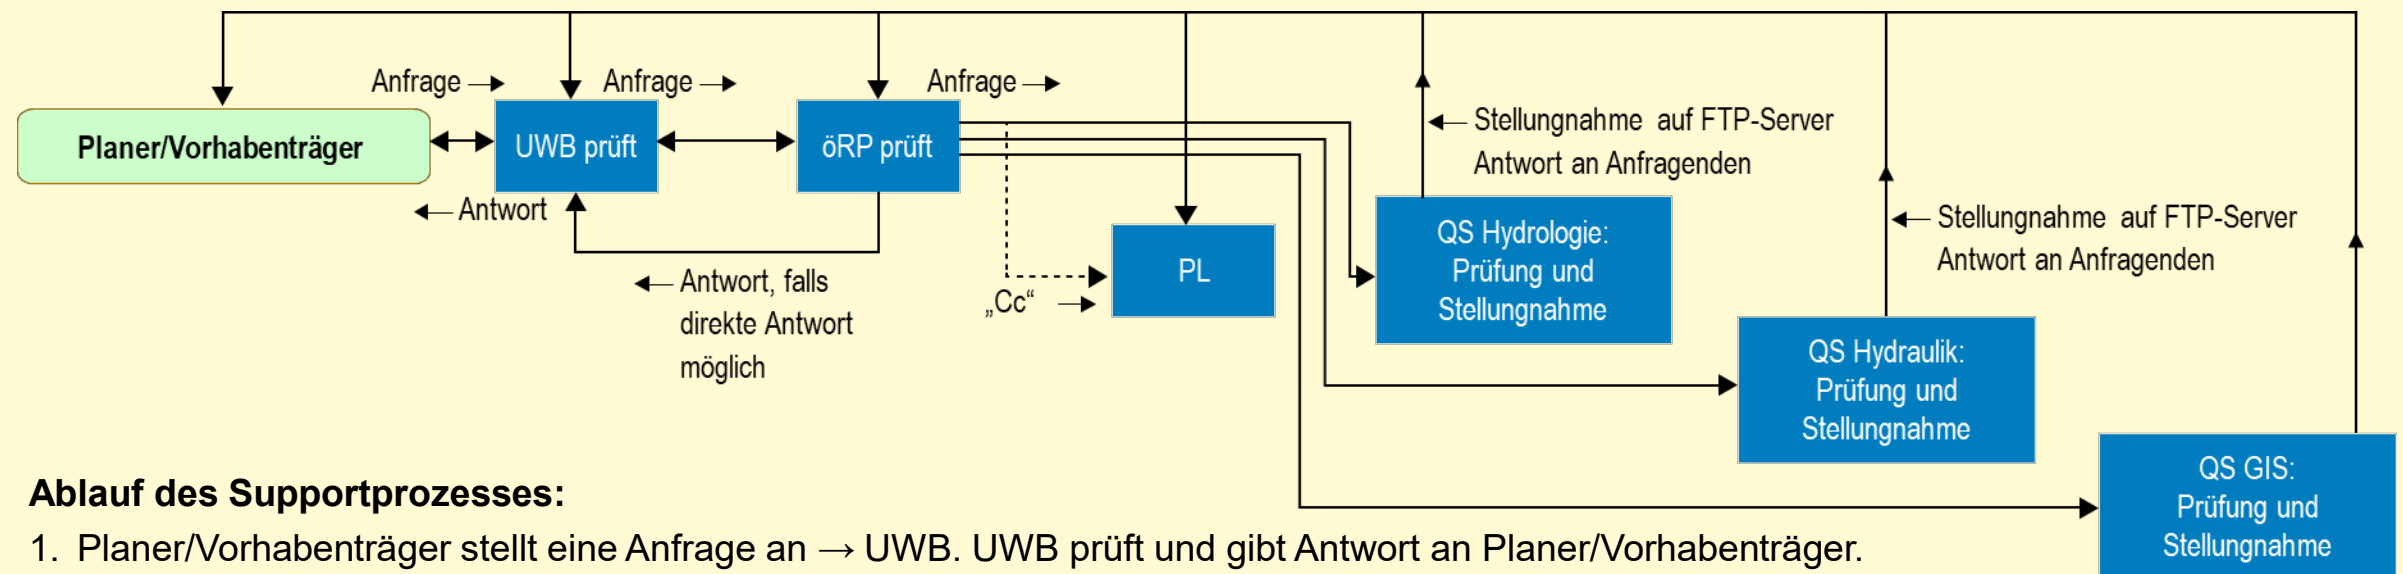 Anfrage →
Anfrage →
Anfrage →
Planer/Vorhabenträger
UWB prüft
öRP prüft
← Stellungnahme auf FTP-Server
Antwort an Anfragenden
← Antwort
← Antwort, falls
direkte Antwort
möglich
„Cc“ →
PL
QS Hydrologie:
Prüfung und
Stellungnahme
← Stellungnahme auf FTP-Server
Antwort an Anfragenden
QS Hydraulik:
Prüfung und
Stellungnahme
QS GIS:
Prüfung und
Stellungnahme
Ablauf des Supportprozesses:
1. Planer/Vorhabenträger stellt eine Anfrage an → UWB. UWB prüft und gibt Antwort an Planer/Vorhabenträger.